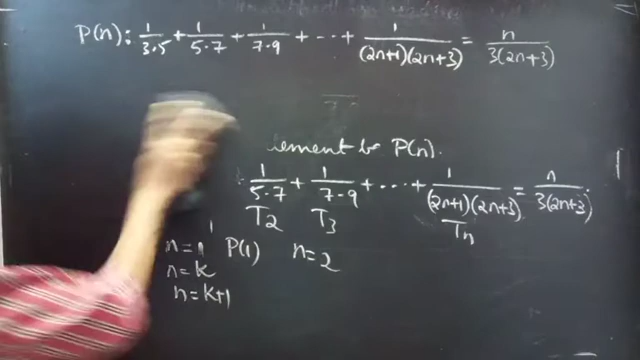 P(n): 1/3.5 + 1/5.7 + 1/7.9 + ... + 1/(2n+1)(2n+3) = n/3(2n+3)
be P(n).
1/5.7 + 1/7.9 + .... + 1/(2n+1)(2n+3) = n/3(2n+3).
T2 T3 Tn
P(1) n=2
n=k
n=k+1